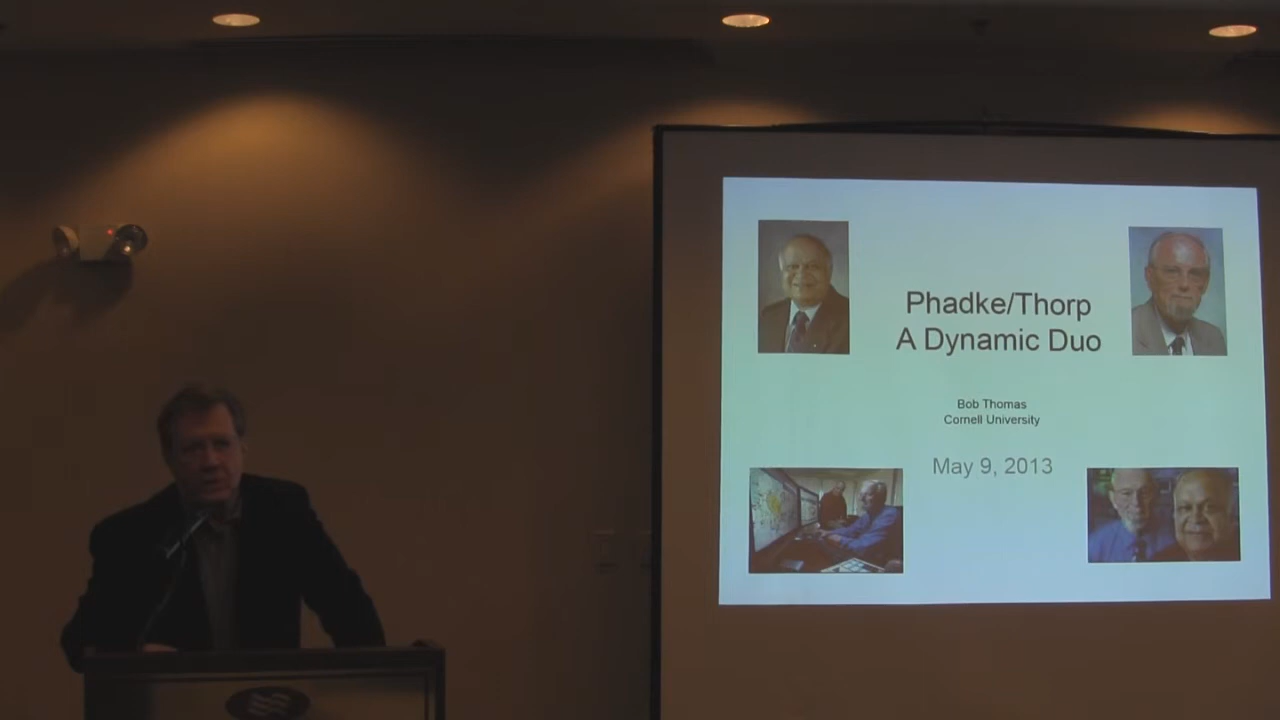 Phadke/Thorp
A Dynamic Duo
Bob Thomas
Cornell University
May 9, 2013